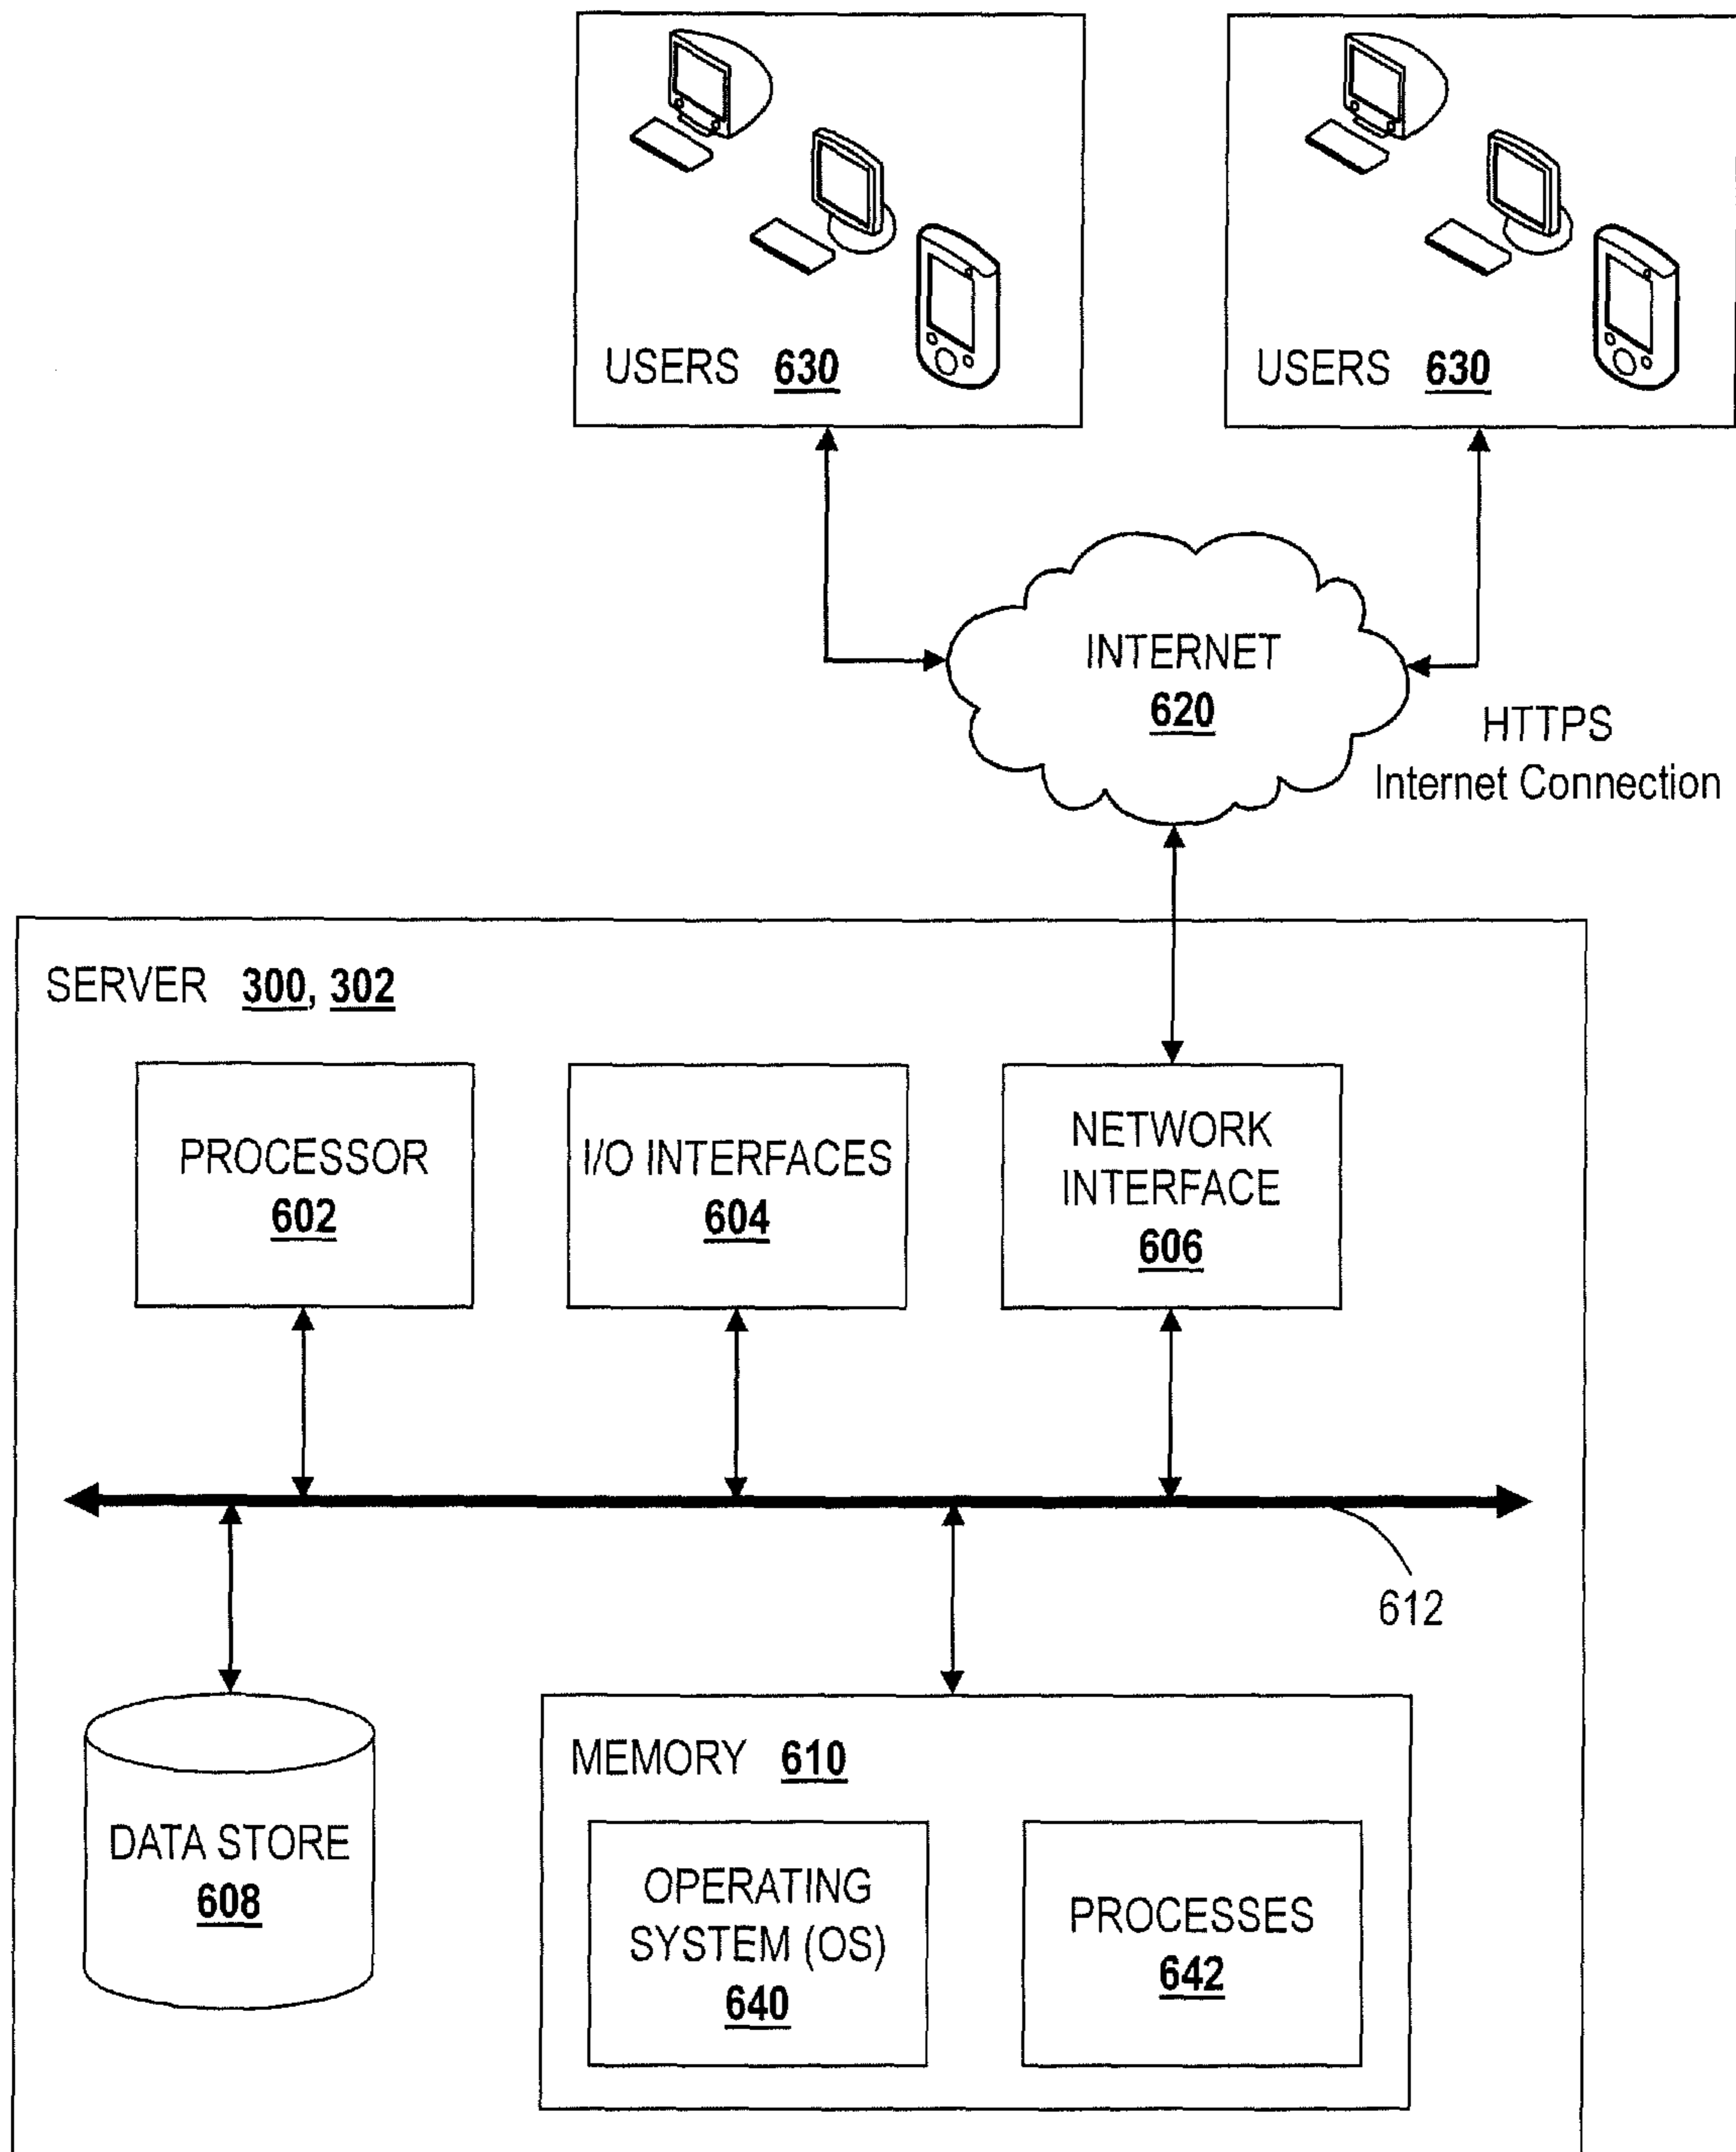 USERS 630
USERS 630
INTERNET
620
HTTPS
Internet Connection
SERVER 300, 302
PROCESSOR
602
I/O INTERFACES
604
NETWORK
INTERFACE
606
612
DATA STORE
608
MEMORY 610
OPERATING
SYSTEM (OS)
640
PROCESSES
642